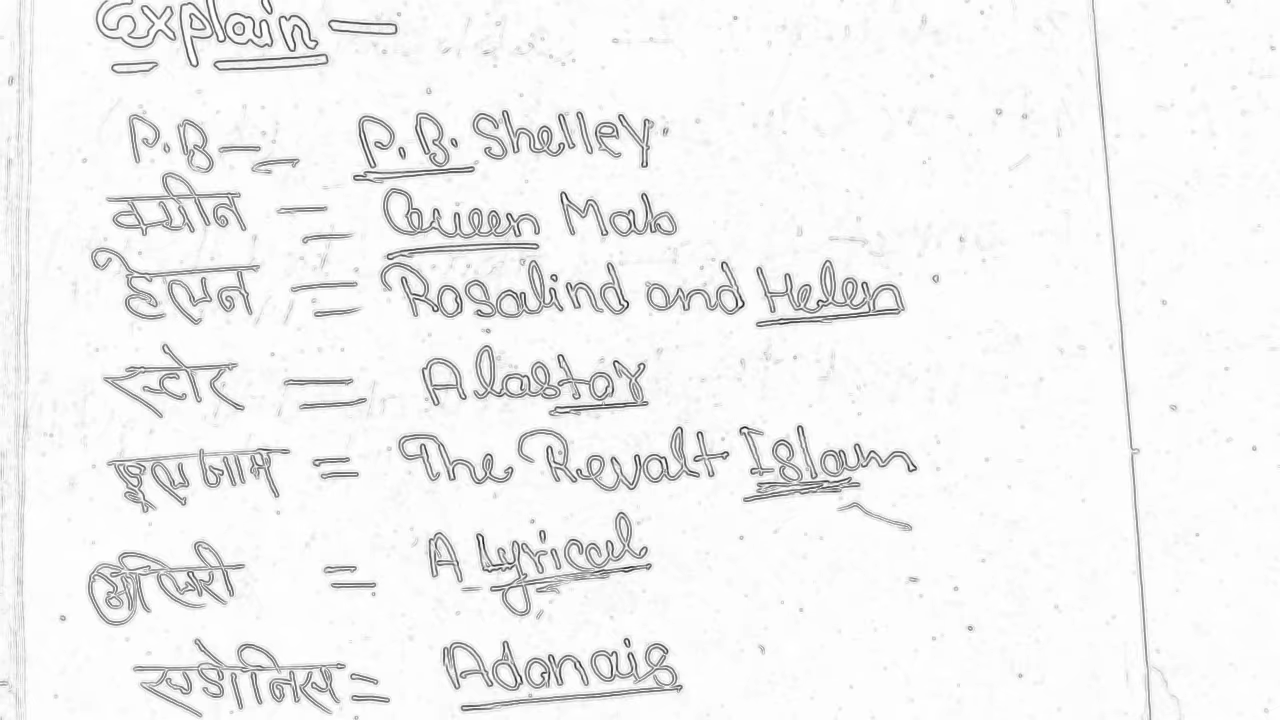 Explain —
P.B — P.B. Shelley
क्यीन — Queen Mab
हेलन = Rosalind and Helen
स्टोर = Alastor
इस्लाम = The Revolt Islam
= A Lyrical
एडोनिस = Adonais